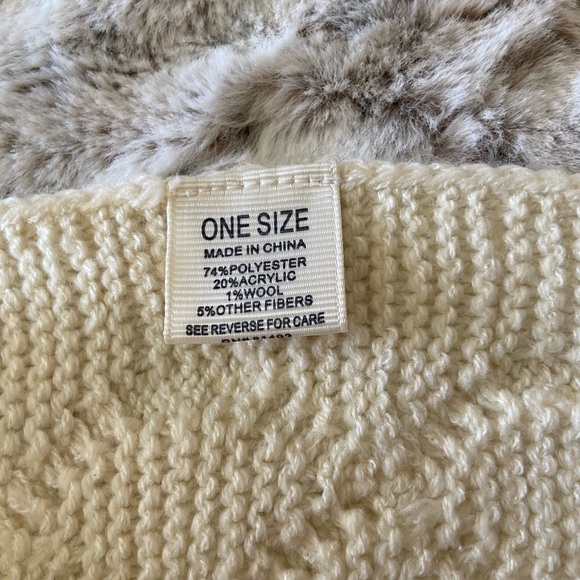 ONE SIZE
MADE IN CHINA
74%POLYESTER
20%ACRYLIC
1%WOOL
5%OTHER FIBERS
SEE REVERSE FOR CARE